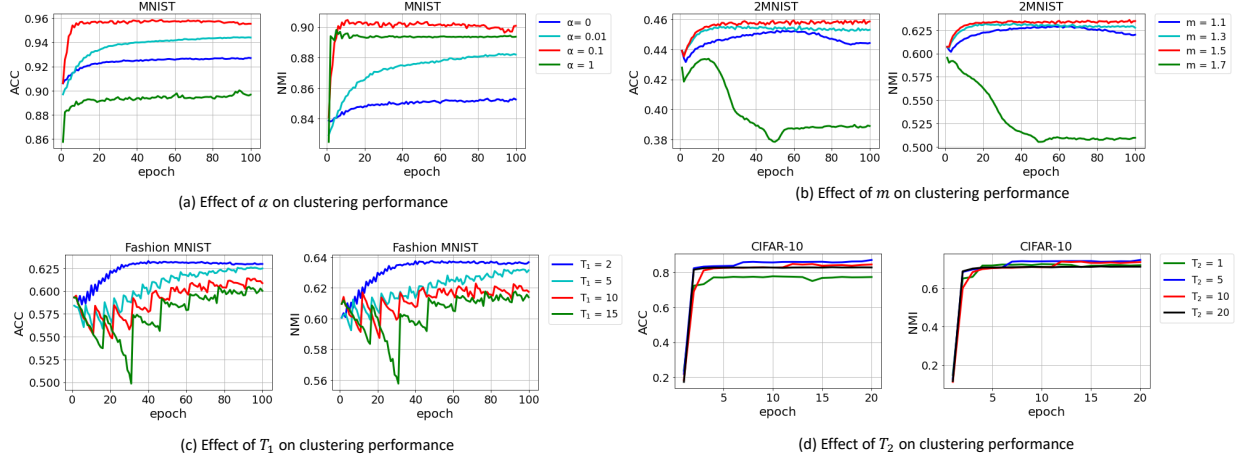 MNIST
ACC
0.96
0.94
0.92
0.90
0.88
0.86
0 20 40 60 80 100
epoch
MNIST
NMI
0.90
0.88
0.86
0.84
0 20 40 60 80 100
epoch
α= 0
α= 0.01
α = 0.1
α = 1
(a) Effect of α on clustering performance
2MNIST
ACC
0.46
0.44
0.42
0.40
0.38
0 20 40 60 80 100
epoch
2MNIST
NMI
0.625
0.600
0.575
0.550
0.525
0.500
0 20 40 60 80 100
epoch
m = 1.1
m = 1.3
m = 1.5
m = 1.7
(b) Effect of m on clustering performance
Fashion MNIST
ACC
0.625
0.600
0.575
0.550
0.525
0.500
0 20 40 60 80 100
epoch
Fashion MNIST
NMI
0.64
0.62
0.60
0.58
0.56
0 20 40 60 80 100
epoch
T₁ = 2
T₁ = 5
T₁ = 10
T₁ = 15
(c) Effect of T₁ on clustering performance
CIFAR-10
ACC
0.8
0.6
0.4
0.2
5 10 15 20
epoch
CIFAR-10
NMI
0.6
0.4
0.2
5 10 15 20
epoch
T₂ = 1
T₂ = 5
T₂ = 10
T₂ = 20
(d) Effect of T₂ on clustering performance